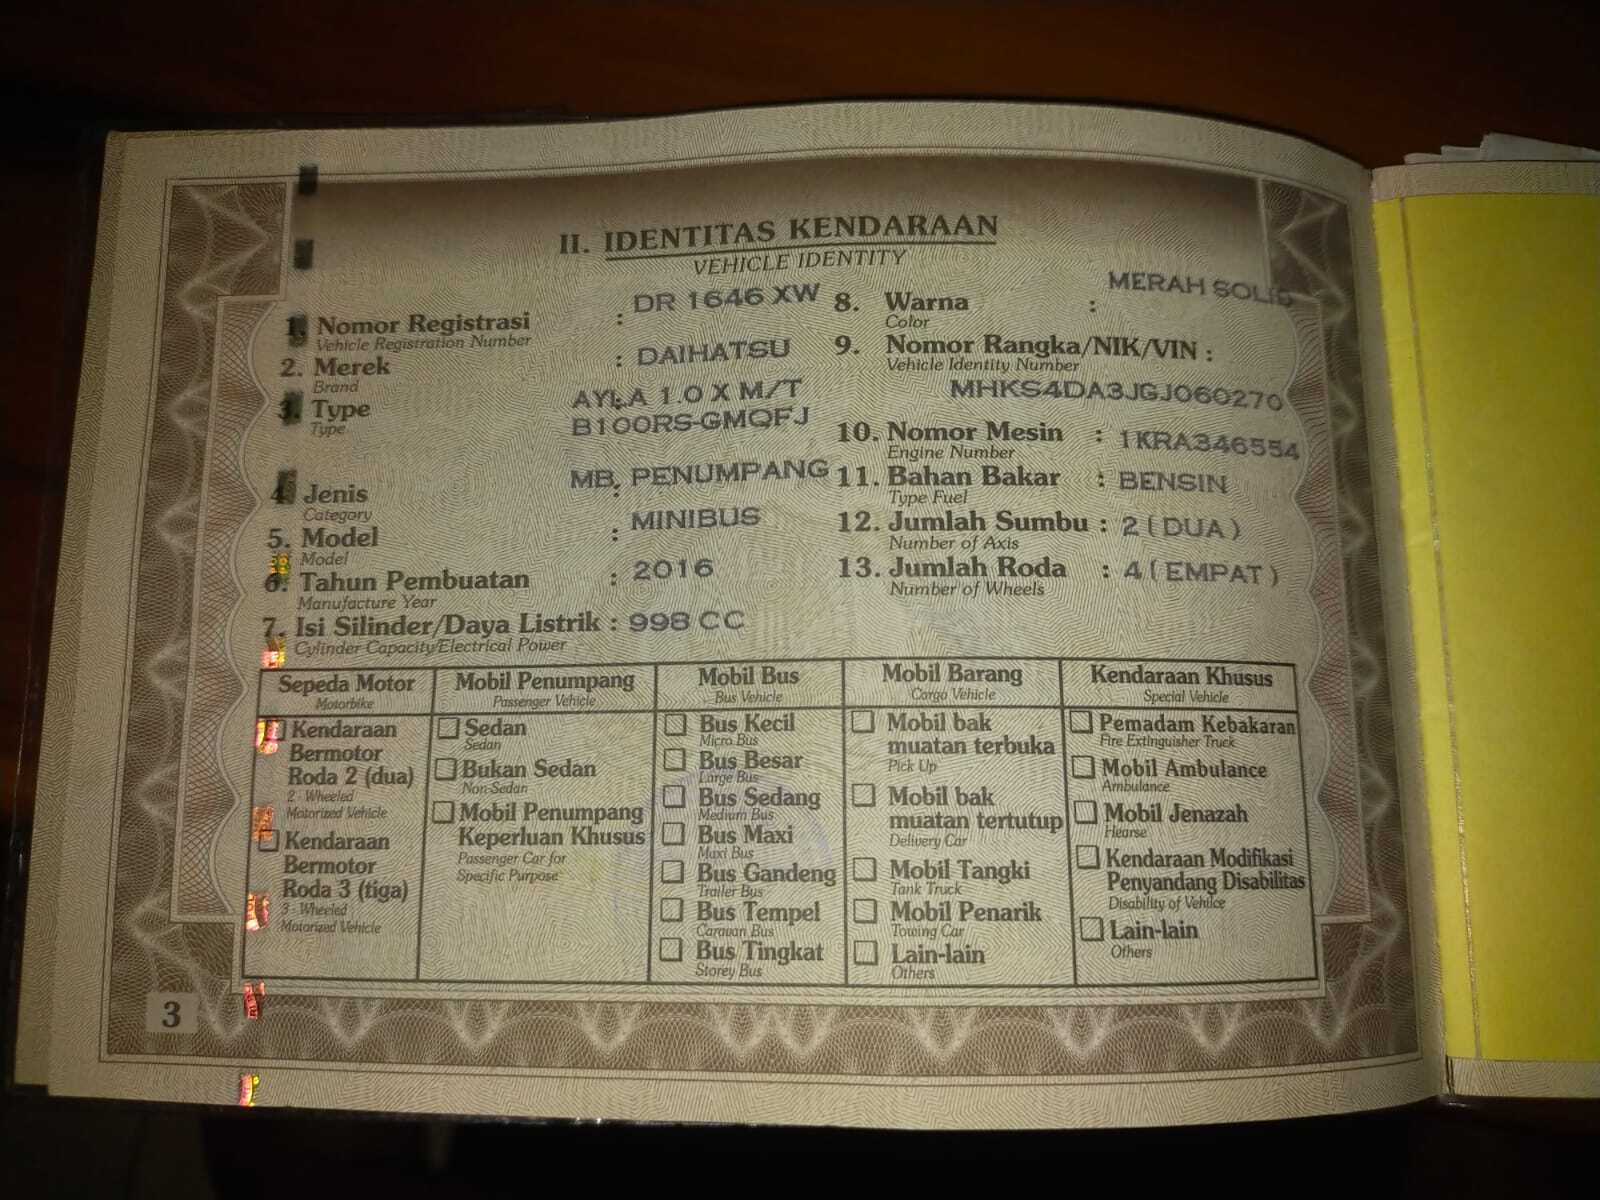 II. IDENTITAS KENDARAAN
VEHICLE IDENTITY
1. Nomor Registrasi : DR 1646 XW
Vehicle Registration Number
2. Merek : DAIHATSU
Brand
3. Type : AYLA 1.0 X M/T
Type B100RS-GMQFJ
4. Jenis : MB. PENUMPANG
Category
5. Model : MINIBUS
Model
6. Tahun Pembuatan : 2016
Manufacture Year
7. Isi Silinder/Daya Listrik : 998 CC
Cylinder Capacity/Electrical Power
8. Warna : MERAH SOLID
Color
9. Nomor Rangka/NIK/VIN :
Vehicle Identity Number
MHKS4DA3JGJ060270
10. Nomor Mesin : 1KRA346554
Engine Number
11. Bahan Bakar : BENSIN
Type Fuel
12. Jumlah Sumbu : 2 ( DUA )
Number of Axis
13. Jumlah Roda : 4 ( EMPAT )
Number of Wheels
Sepeda Motor
Motorbike
Kendaraan
Bermotor
Roda 2 (dua)
2 - Wheeled
Motorized Vehicle
Kendaraan
Bermotor
Roda 3 (tiga)
3 - Wheeled
Motorized Vehicle
Mobil Penumpang
Passenger Vehicle
Sedan
Sedan
Bukan Sedan
Non-Sedan
Mobil Penumpang
Keperluan Khusus
Passenger Car for
Specific Purpose
Mobil Bus
Bus Vehicle
Bus Kecil
Micro Bus
Bus Besar
Large Bus
Bus Sedang
Medium Bus
Bus Maxi
Maxi Bus
Bus Gandeng
Trailer Bus
Bus Tempel
Caravan Bus
Bus Tingkat
Storey Bus
Mobil Barang
Cargo Vehicle
Mobil bak
muatan terbuka
Pick Up
Mobil bak
muatan tertutup
Delivery Car
Mobil Tangki
Tank Truck
Mobil Penarik
Towing Car
Lain-lain
Others
Kendaraan Khusus
Special Vehicle
Pemadam Kebakaran
Fire Extinguisher Truck
Mobil Ambulance
Ambulance
Mobil Jenazah
Hearse
Kendaraan Modifikasi
Penyandang Disabilitas
Disability of Vehilce
Lain-lain
Others
3